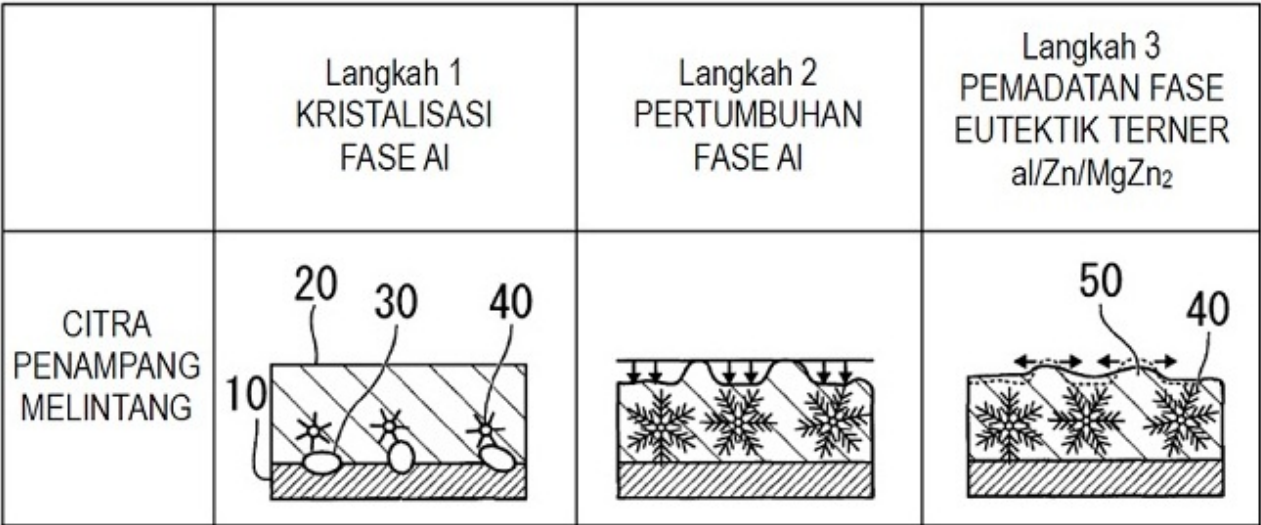 Langkah 1
KRISTALISASI
FASE Al
Langkah 2
PERTUMBUHAN
FASE Al
Langkah 3
PEMADATAN FASE
EUTEKTIK TERNER
al/Zn/MgZn₂
CITRA
PENAMPANG
MELINTANG
10
20
30
40
50
40